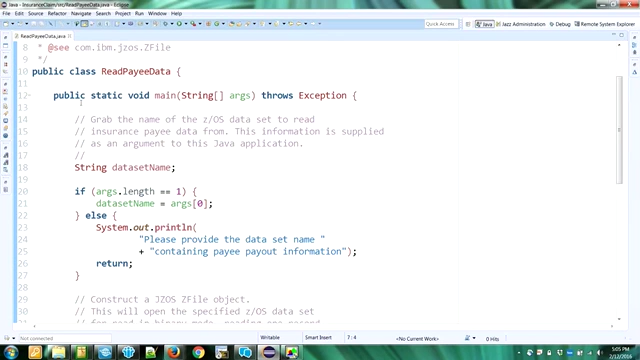 Java - InsuranceClaim/src/ReadPayeeData.java - Eclipse
File Edit Source Refactor Navigate Search Project Run Window Help
Quick Access
Java
Jazz Administration
Debug
Remote System Explorer
ReadPayeeData.java
8 * @see com.ibm.jzos.ZFile
9 */
10 public class ReadPayeeData {
11
12 public static void main(String[] args) throws Exception {
13
14 // Grab the name of the z/OS data set to read
15 // insurance payee data from. This information is supplied
16 // as an argument to this Java application.
17 //
18 String datasetName;
19
20 if (args.length == 1) {
21 datasetName = args[0];
22 } else {
23 System.out.println(
24 "Please provide the data set name "
25 + "containing payee payout information");
26 return;
27 }
28
29 // Construct a JZOS ZFile object.
30 // This will open the specified z/OS data set
Not connected
Writable
Smart Insert
7 : 4
<No Current Work>
0 Hits
5:05 PM
2/12/2016